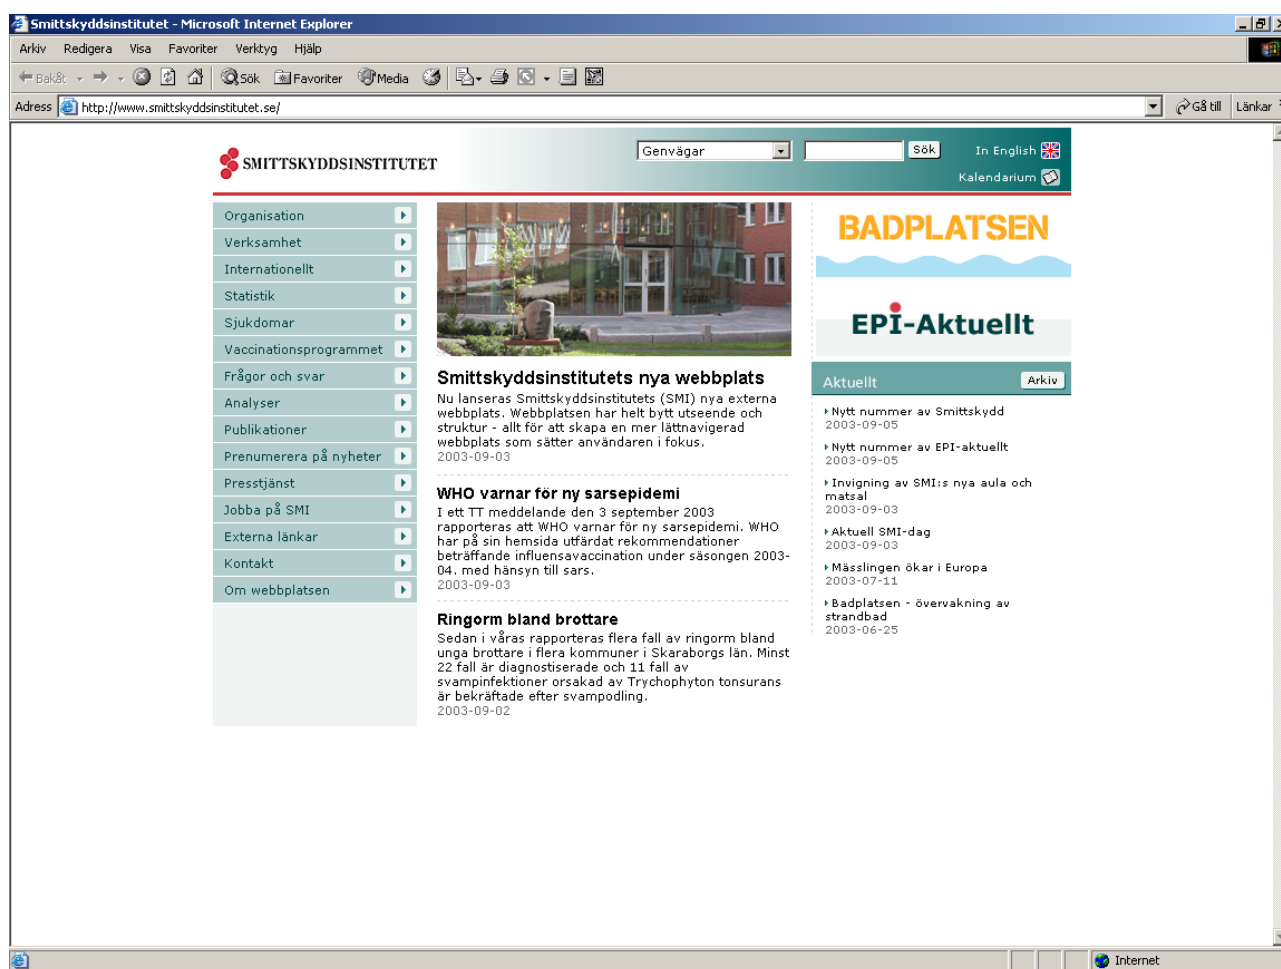 Smittskyddsinstitutet - Microsoft Internet Explorer
Arkiv Redigera Visa Favoriter Verktyg Hjälp
Bakåt Sök Favoriter Media
Adress http://www.smittskyddsinstitutet.se/ Gå till Länkar
SMITTSKYDDSINSTITUTET
Genvägar Sök In English
Kalendarium
Organisation
Verksamhet
Internationellt
Statistik
Sjukdomar
Vaccinationsprogrammet
Frågor och svar
Analyser
Publikationer
Prenumerera på nyheter
Presstjänst
Jobba på SMI
Externa länkar
Kontakt
Om webbplatsen
Smittskyddsinstitutets nya webbplats
Nu lanseras Smittskyddsinstitutets (SMI) nya externa
webbplats. Webbplatsen har helt bytt utseende och
struktur - allt för att skapa en mer lättnavigerad
webbplats som sätter användaren i fokus.
2003-09-03
WHO varnar för ny sarsepidemi
I ett TT meddelande den 3 september 2003
rapporteras att WHO varnar för ny sarsepidemi. WHO
har på sin hemsida utfärdat rekommendationer
beträffande influensavaccination under säsongen 2003-
04. med hänsyn till sars.
2003-09-03
Ringorm bland brottare
Sedan i våras rapporteras flera fall av ringorm bland
unga brottare i flera kommuner i Skaraborgs län. Minst
22 fall är diagnostiserade och 11 fall av
svampinfektioner orsakad av Trychophyton tonsurans
är bekräftade efter svampodling.
2003-09-02
BADPLATSEN
EPI-Aktuellt
Aktuellt Arkiv
Nytt nummer av Smittskydd
2003-09-05
Nytt nummer av EPI-aktuellt
2003-09-05
Invigning av SMI:s nya aula och
matsal
2003-09-03
Aktuell SMI-dag
2003-09-03
Mässlingen ökar i Europa
2003-07-11
Badplatsen - övervakning av
strandbad
2003-06-25
Internet